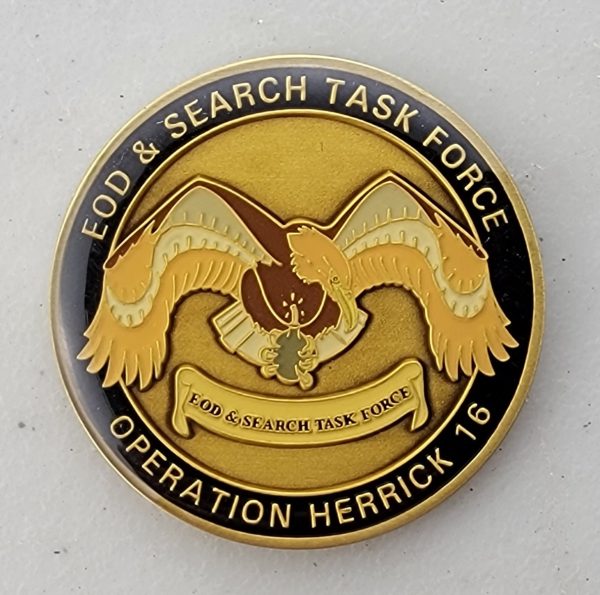 EOD & SEARCH TASK FORCE
EOD & SEARCH TASK FORCE
OPERATION HERRICK 16